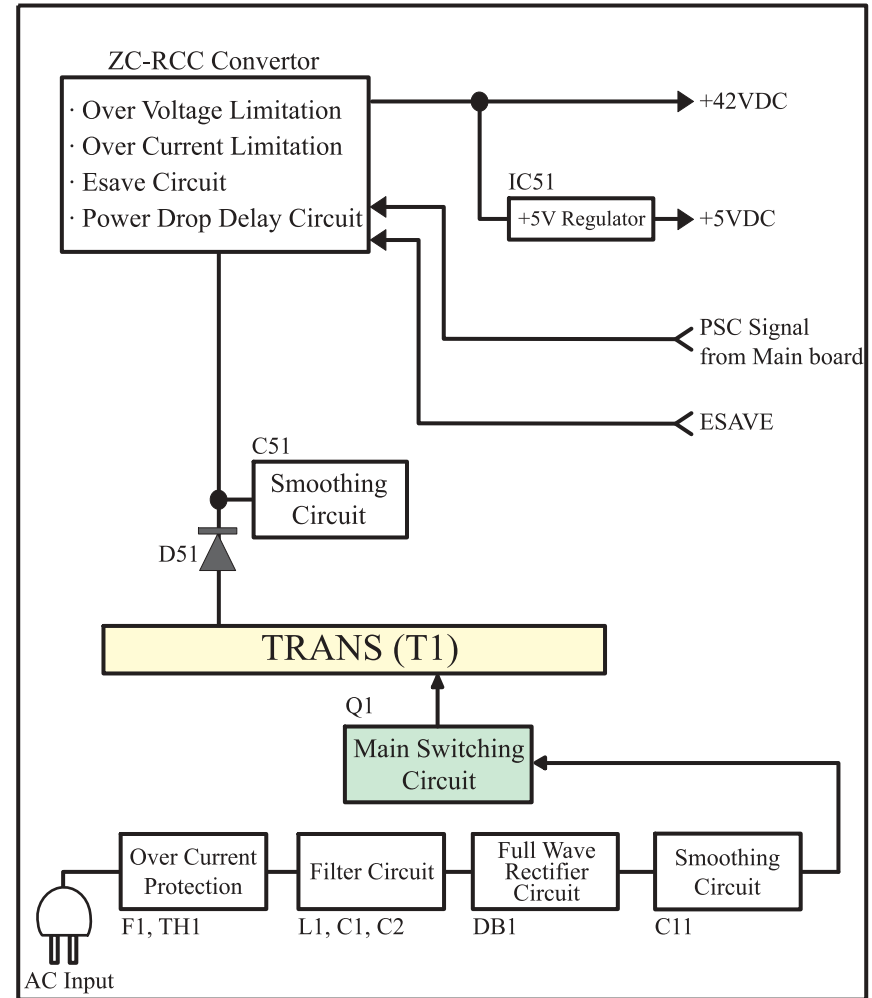 ZC-RCC Convertor
· Over Voltage Limitation
· Over Current Limitation
· Esave Circuit
· Power Drop Delay Circuit
+42VDC
IC51
+5V Regulator
+5VDC
PSC Signal
from Main board
ESAVE
C51
Smoothing
Circuit
D51
TRANS (T1)
Q1
Main Switching
Circuit
Over Current
Protection
F1, TH1
Filter Circuit
L1, C1, C2
Full Wave
Rectifier
Circuit
DB1
Smoothing
Circuit
C11
AC Input